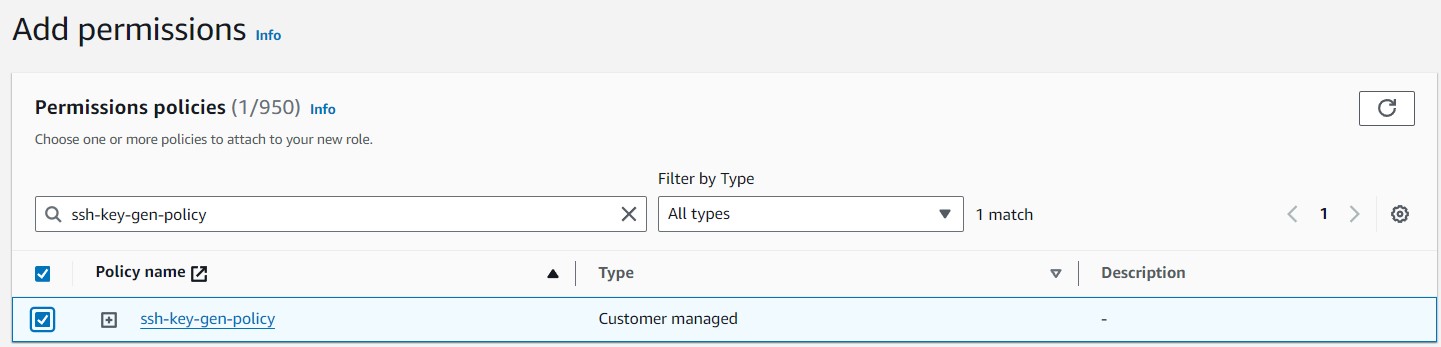 Add permissions Info
Permissions policies (1/950) Info
Choose one or more policies to attach to your new role.
Filter by Type
ssh-key-gen-policy All types 1 match 1
Policy name Type Description
ssh-key-gen-policy Customer managed -